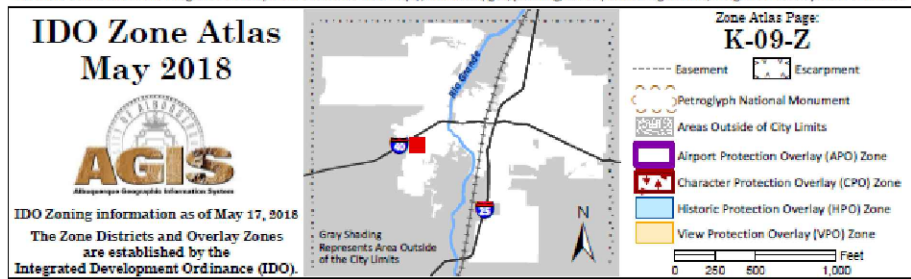 IDO Zone Atlas
May 2018
CITY OF ALBUQUERQUE
AGIS
Albuquerque Geographic Information System
IDO Zoning information as of May 17, 2018
The Zone Districts and Overlay Zones
are established by the
Integrated Development Ordinance (IDO).
Rio Grande
40
25
N
Gray Shading
Represents Area Outside
of the City Limits
Zone Atlas Page:
K-09-Z
Easement
Escarpment
Petroglyph National Monument
Areas Outside of City Limits
Airport Protection Overlay (APO) Zone
Character Protection Overlay (CPO) Zone
Historic Protection Overlay (HPO) Zone
View Protection Overlay (VPO) Zone
Feet
0 250 500 1,000